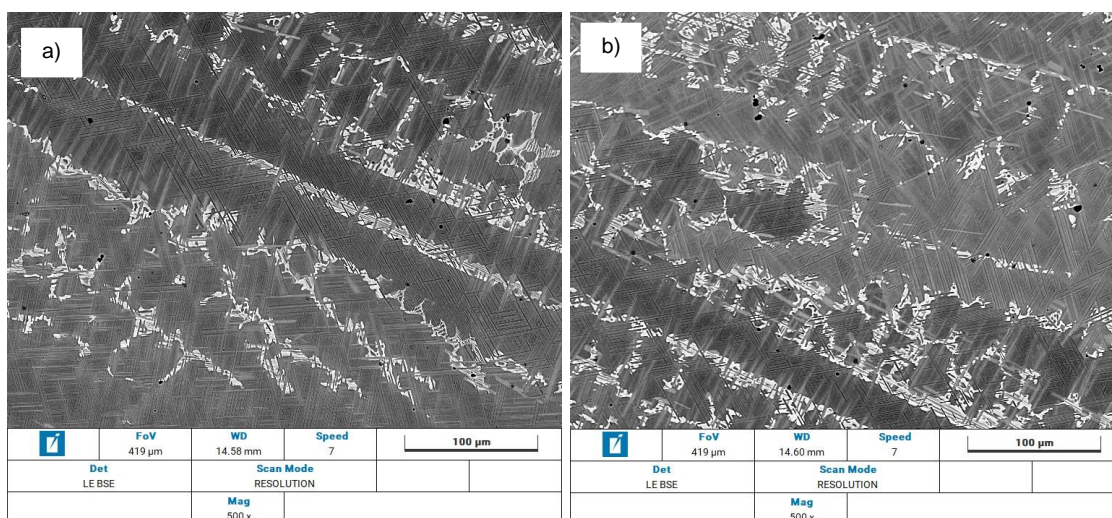 a)
FoV WD Speed
419 µm 14.58 mm 7 100 µm
Det Scan Mode
LE BSE RESOLUTION
Mag
500 x
b)
FoV WD Speed
419 µm 14.60 mm 7 100 µm
Det Scan Mode
LE BSE RESOLUTION
Mag
500 x